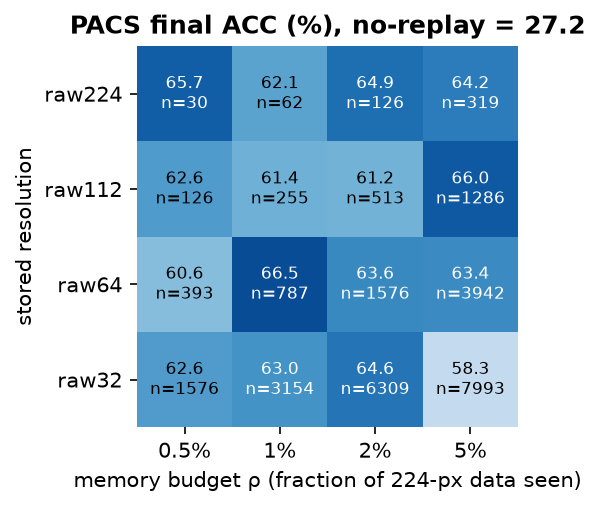 PACS final ACC (%), no-replay = 27.2
stored resolution
raw224
65.7
n=30
62.1
n=62
64.9
n=126
64.2
n=319
raw112
62.6
n=126
61.4
n=255
61.2
n=513
66.0
n=1286
raw64
60.6
n=393
66.5
n=787
63.6
n=1576
63.4
n=3942
raw32
62.6
n=1576
63.0
n=3154
64.6
n=6309
58.3
n=7993
0.5%
1%
2%
5%
memory budget ρ (fraction of 224-px data seen)